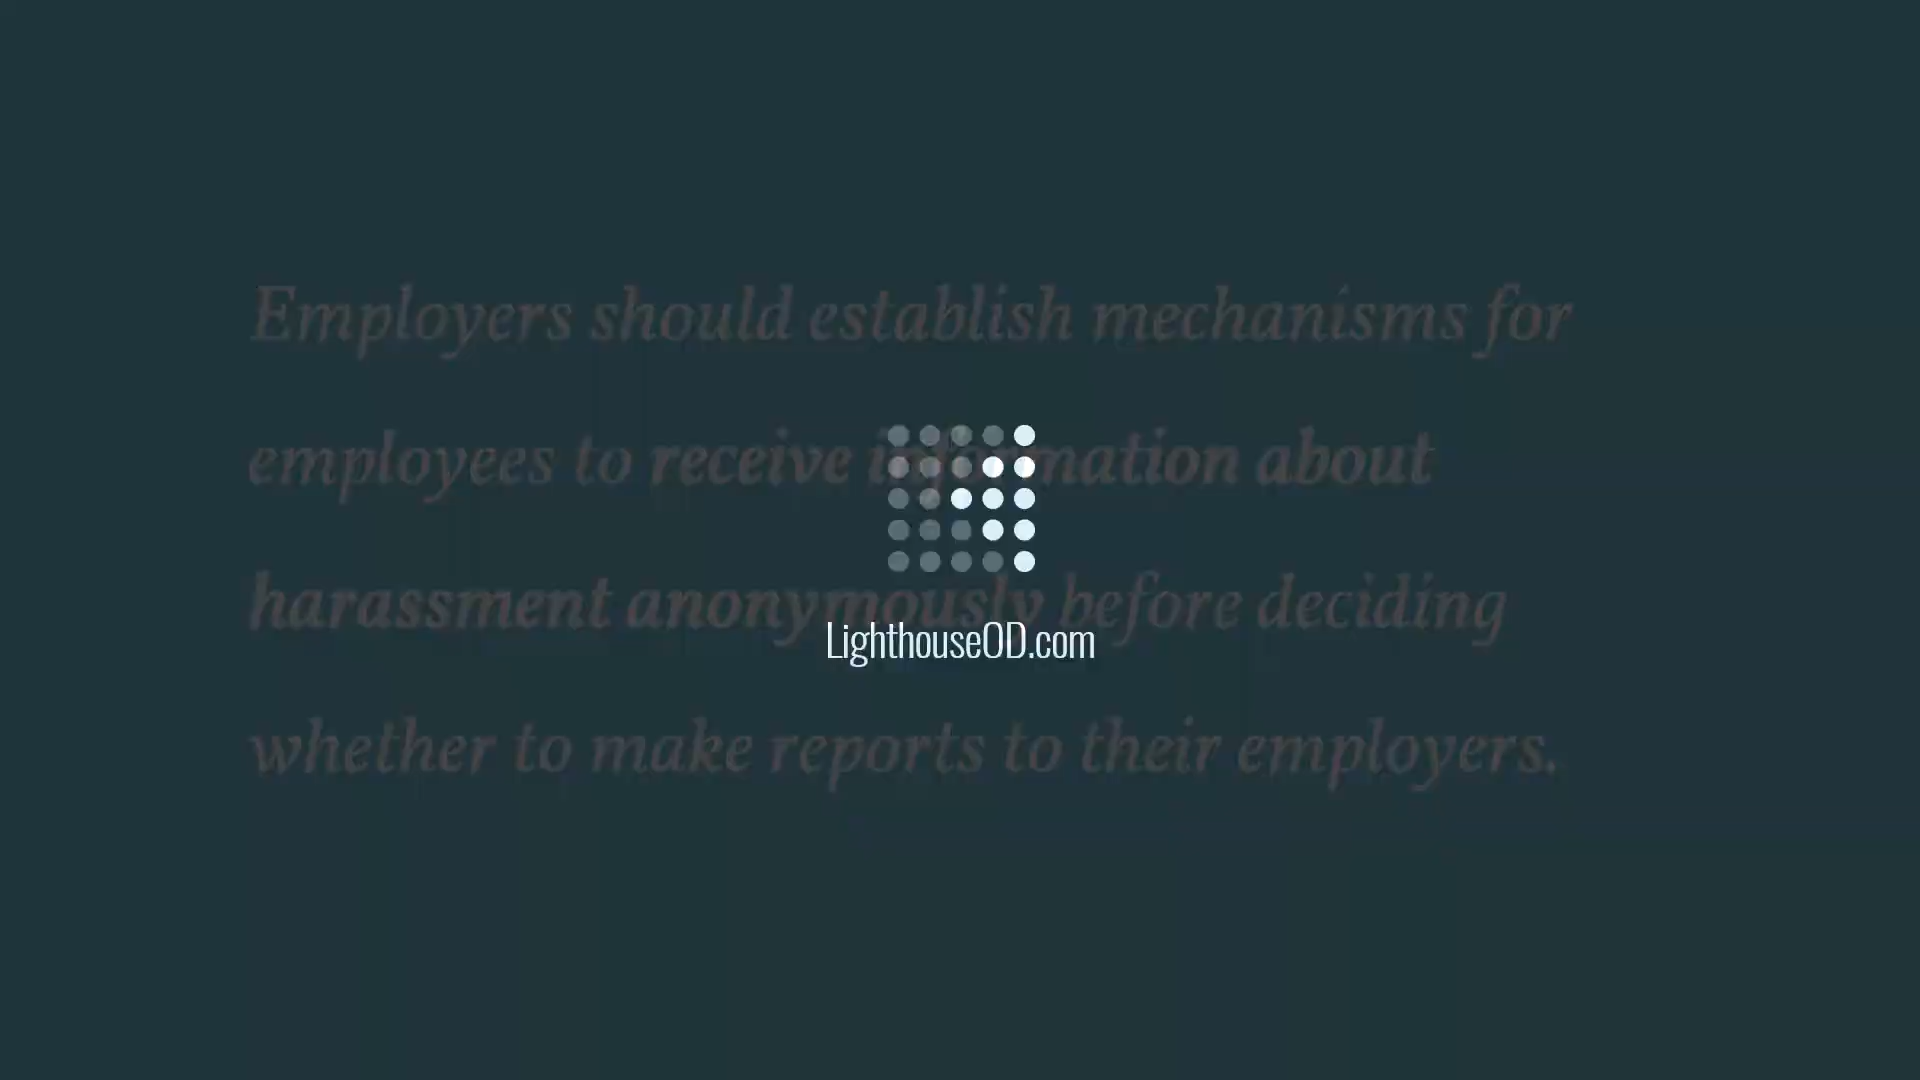 Employers should establish mechanisms for
employees to receive information about
harassment anonymously before deciding
LighthouseOD.com
whether to make reports to their employers.